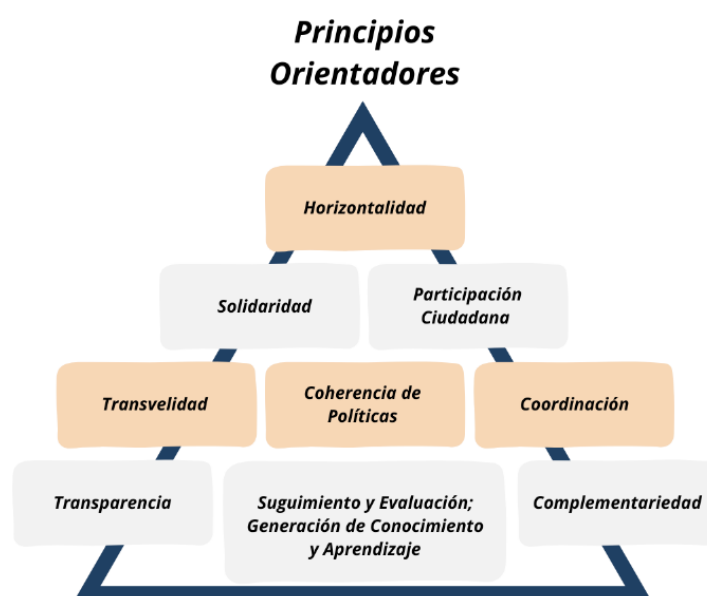 Principios
Orientadores
Horizontalidad
Solidaridad
Participación
Ciudadana
Transvelidad
Coherencia de
Políticas
Coordinación
Transparencia
Suguimiento y Evaluación;
Generación de Conocimiento
y Aprendizaje
Complementariedad